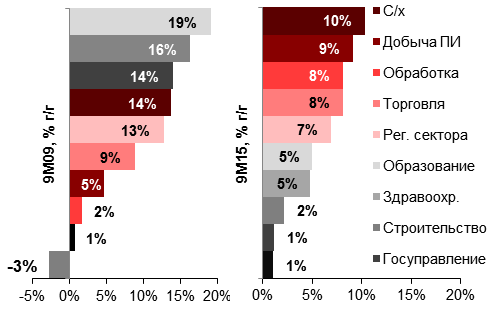 9М09, % г/г
19%
16%
14%
14%
13%
9%
5%
2%
1%
-3%
-5% 0% 5% 10% 15% 20%
9М15, % г/г
10%
9%
8%
8%
7%
5%
5%
2%
1%
1%
0% 5% 10% 15% 20%
С/х
Добыча ПИ
Обработка
Торговля
Рег. сектора
Образование
Здравоохр.
Строительство
Госуправление